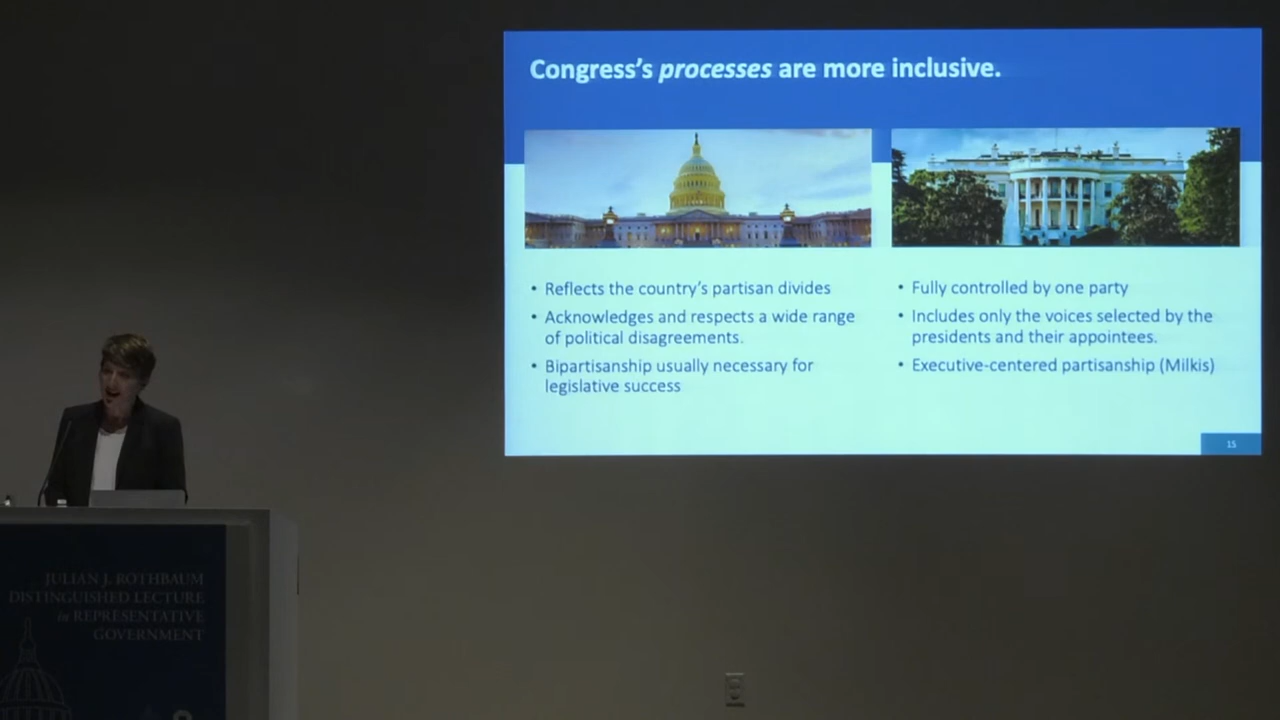 Congress's processes are more inclusive.
• Reflects the country's partisan divides
• Acknowledges and respects a wide range
of political disagreements.
• Bipartisanship usually necessary for
legislative success
• Fully controlled by one party
• Includes only the voices selected by the
presidents and their appointees.
• Executive-centered partisanship (Milkis)
15
JULIAN J. ROTHBAUM
DISTINGUISHED LECTURE
in REPRESENTATIVE
GOVERNMENT